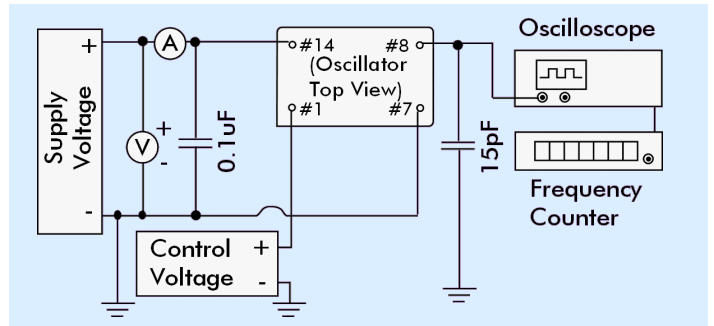 Supply
Voltage
+
-
A
V
+
-
0.1uF
#14
#8
(Oscillator
Top View)
#1
#7
15pF
Oscilloscope
Frequency
Counter
Control
Voltage
+
-